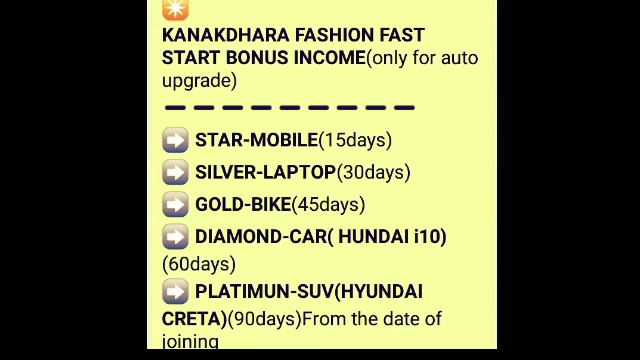 KANAKDHARA FASHION FAST
START BONUS INCOME(only for auto
upgrade)
STAR-MOBILE(15days)
SILVER-LAPTOP(30days)
GOLD-BIKE(45days)
DIAMOND-CAR( HUNDAI i10)
(60days)
PLATIMUN-SUV(HYUNDAI
CRETA)(90days)From the date of
joining